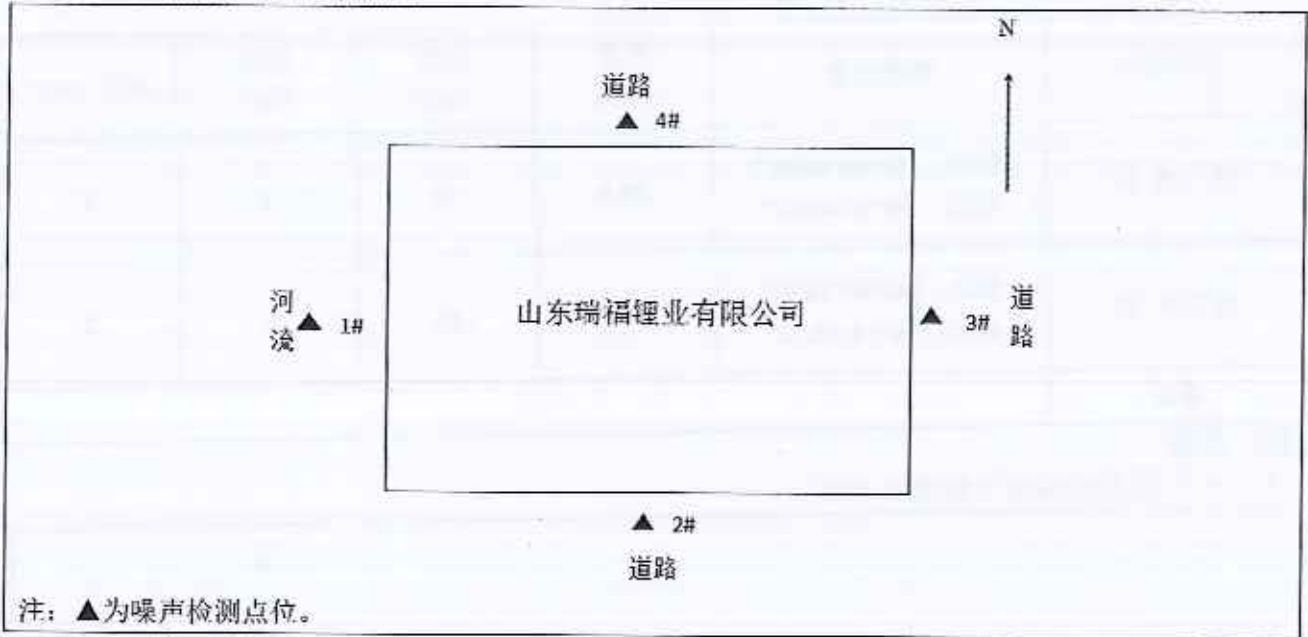 N
道路
▲ 4#
河流
▲ 1#
山东瑞福锂业有限公司
▲ 3#
道路
▲ 2#
道路
注：▲为噪声检测点位。